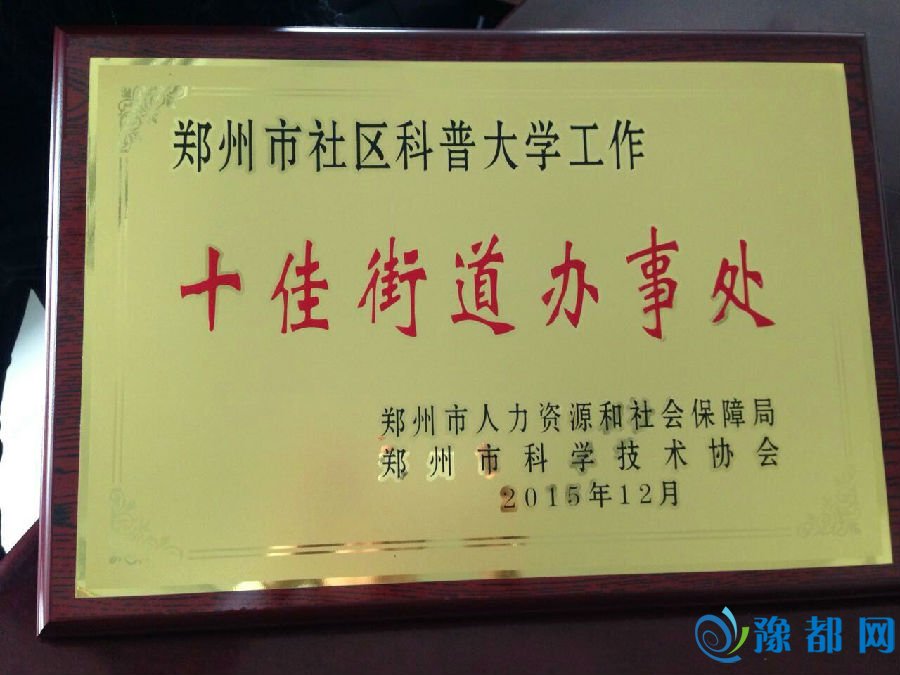 郑州市社区科普大学工作
十佳街道办事处
郑州市人力资源和社会保障局
郑州市科学技术协会
2015年12月
豫都网